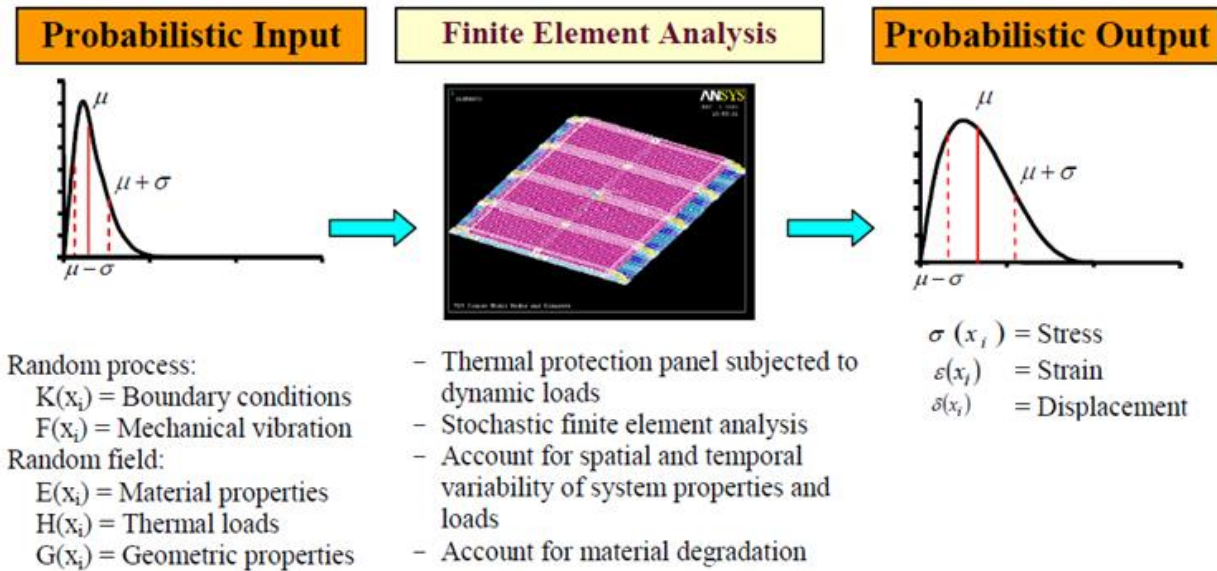 Probabilistic Input
Finite Element Analysis
Probabilistic Output
μ
μ + σ
μ − σ
ANSYS
μ
μ + σ
μ − σ
Random process:
K(xᵢ) = Boundary conditions
F(xᵢ) = Mechanical vibration
Random field:
E(xᵢ) = Material properties
H(xᵢ) = Thermal loads
G(xᵢ) = Geometric properties
− Thermal protection panel subjected to
dynamic loads
− Stochastic finite element analysis
− Account for spatial and temporal
variability of system properties and
loads
− Account for material degradation
σ (xᵢ) = Stress
ε(xᵢ) = Strain
δ(xᵢ) = Displacement